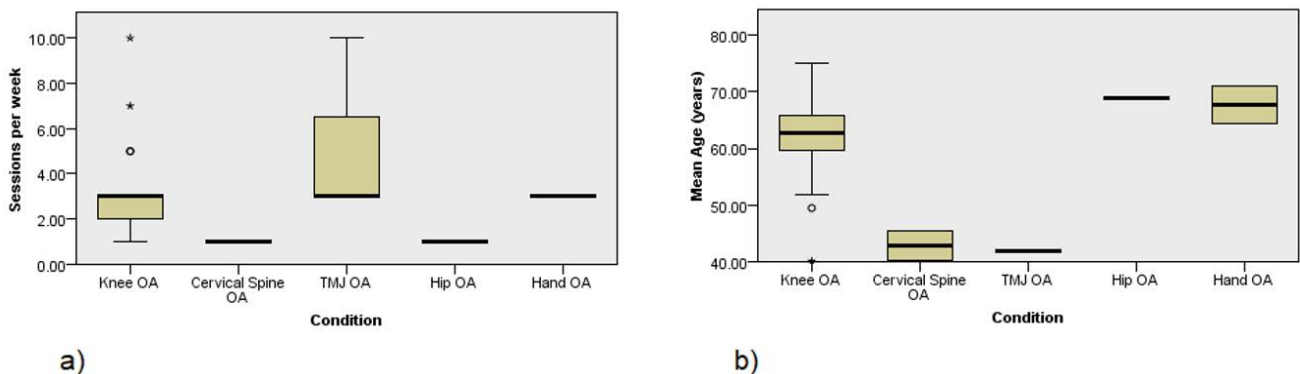 Sessions per week
10.00
8.00
6.00
4.00
2.00
0.00
Knee OA
Cervical Spine
OA
TMJ OA
Hip OA
Hand OA
Condition
a)
Mean Age (years)
80.00
70.00
60.00
50.00
40.00
Knee OA
Cervical Spine
OA
TMJ OA
Hip OA
Hand OA
Condition
b)